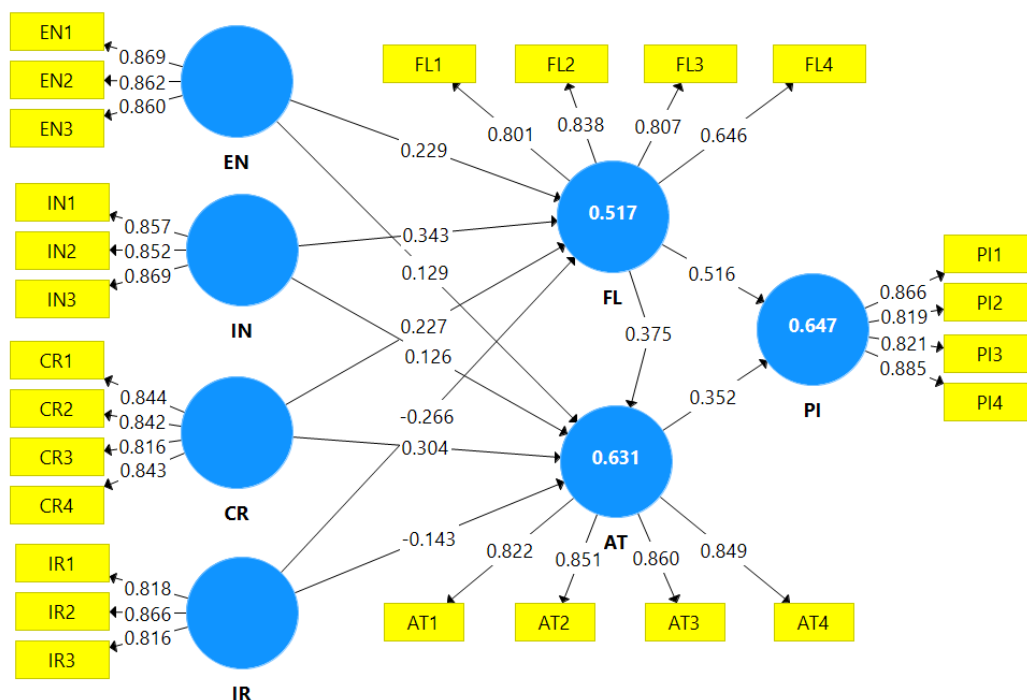 EN1
0.869
EN2
0.862
EN3
0.860
EN
IN1
0.857
IN2
0.852
IN3
0.869
IN
CR1
0.844
CR2
0.842
CR3
0.816
CR4
0.843
CR
IR1
0.818
IR2
0.866
IR3
0.816
IR
0.229
0.343
0.129
0.227
0.126
-0.266
0.304
-0.143
FL1
FL2
FL3
FL4
0.801
0.838
0.807
0.646
0.517
FL
0.516
0.375
0.352
0.631
AT
0.822
0.851
0.860
0.849
AT1
AT2
AT3
AT4
0.647
PI
PI1
0.866
PI2
0.819
PI3
0.821
PI4
0.885